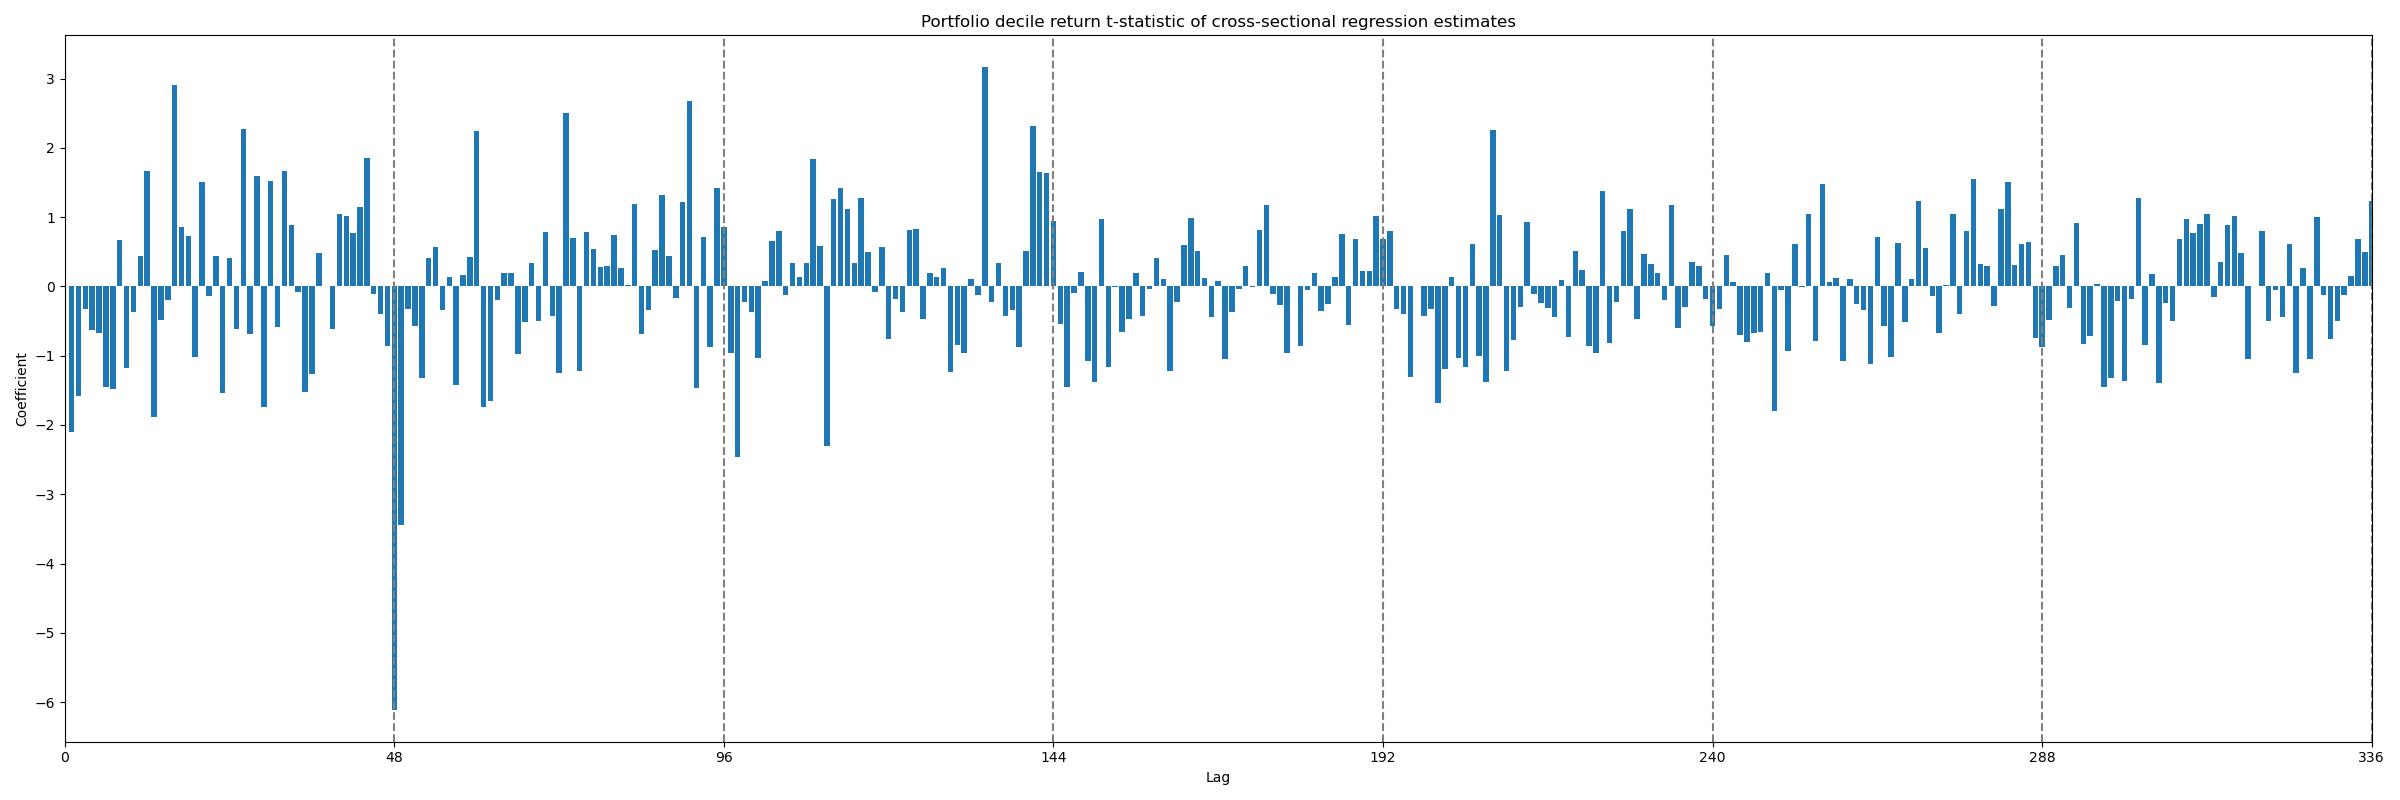 Portfolio decile return t-statistic of cross-sectional regression estimates
Coefficient
3
2
1
0
−1
−2
−3
−4
−5
−6
0 48 96 144 192 240 288 336
Lag